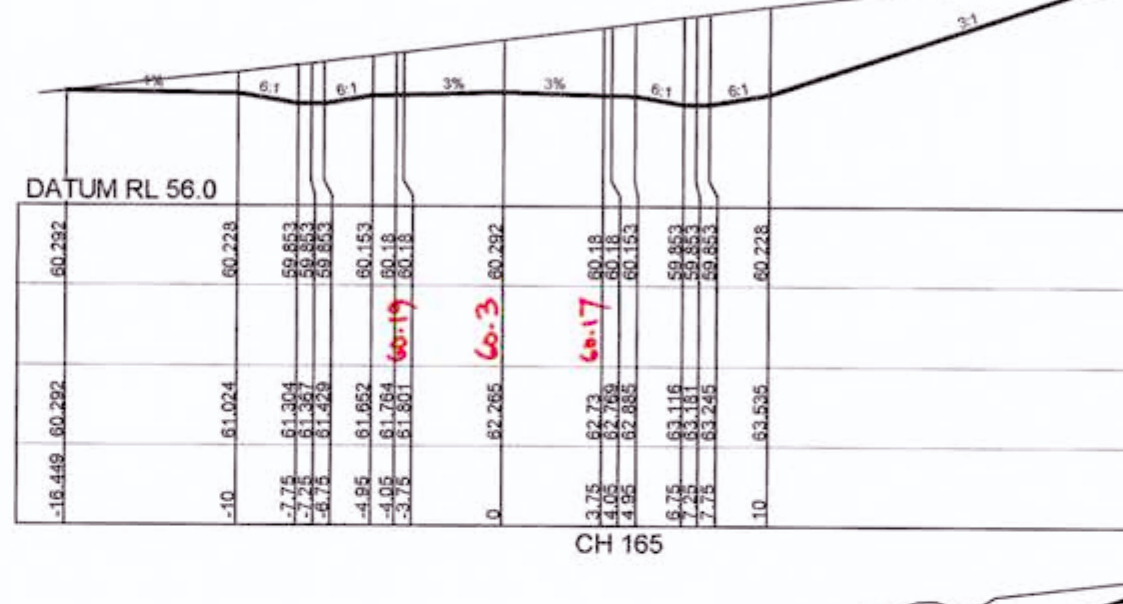 3:1
1% 6:1 6:1 3% 3% 6:1 6:1
DATUM RL 56.0
60.292 60.228 59.853 59.853 59.853 60.153 60.18 60.18 60.292 60.18 60.18 60.153 59.853 59.853 59.853 60.228
60.19 60.3 60.17
60.292 61.024 61.304 61.367 61.429 61.652 61.764 61.801 62.265 62.73 62.769 62.885 63.116 63.181 63.245 63.535
-16.449 -10 -7.75 -7.25 -6.75 -4.95 -4.05 -3.75 0 3.75 4.05 4.95 6.75 7.25 7.75 10
CH 165